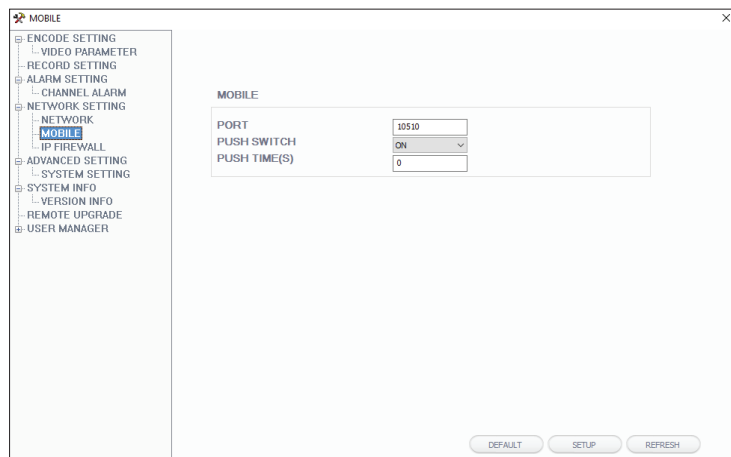 MOBILE
ENCODE SETTING
VIDEO PARAMETER
RECORD SETTING
ALARM SETTING
CHANNEL ALARM
NETWORK SETTING
NETWORK
MOBILE
IP FIREWALL
ADVANCED SETTING
SYSTEM SETTING
SYSTEM INFO
VERSION INFO
REMOTE UPGRADE
USER MANAGER
MOBILE
PORT 10510
PUSH SWITCH ON
PUSH TIME(S) 0
DEFAULT SETUP REFRESH